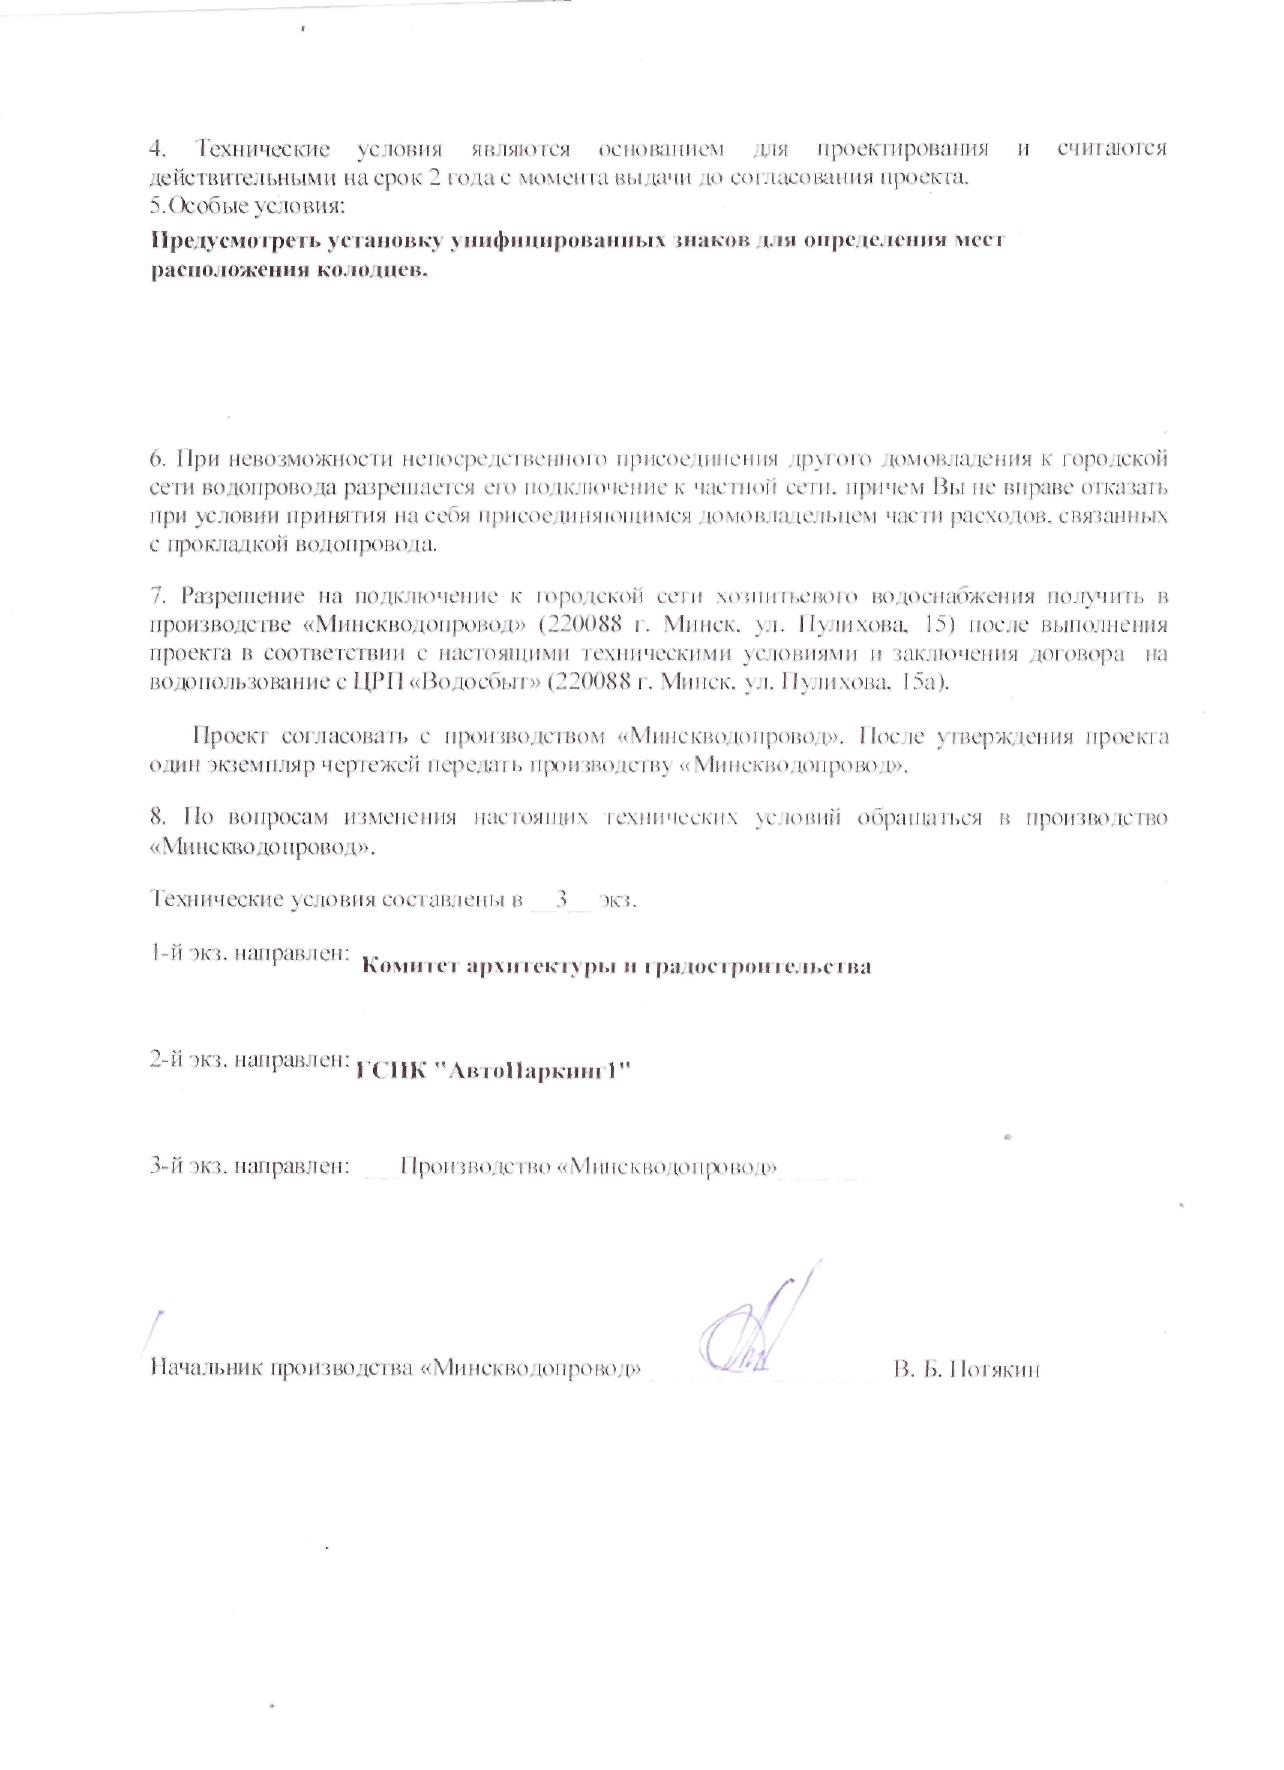 4. Технические условия являются основанием для проектирования и считаются
действительными на срок 2 года с момента выдачи до согласования проекта.
5.Особые условия:
Предусмотреть установку унифицированных знаков для определения мест
расположения колодцев.
6. При невозможности непосредственного присоединения другого домовладения к городской
сети водопровода разрешается его подключение к частной сети, причем Вы не вправе отказать
при условии принятия на себя присоединяющимся домовладельцем части расходов, связанных
с прокладкой водопровода.
7. Разрешение на подключение к городской сети хозпитьевого водоснабжения получить в
производстве «Минскводопровод» (220088 г. Минск, ул. Пулихова, 15) после выполнения
проекта в соответствии с настоящими техническими условиями и заключения договора на
водопользование с ЦРП «Водосбыт» (220088 г. Минск, ул. Пулихова, 15а).
Проект согласовать с производством «Минскводопровод». После утверждения проекта
один экземпляр чертежей передать производству «Минскводопровод».
8. По вопросам изменения настоящих технических условий обращаться в производство
«Минскводопровод».
Технические условия составлены в __3__ экз.
1-й экз. направлен: Комитет архитектуры и градостроительства
2-й экз. направлен: ГСПК "АвтоПаркинг1"
3-й экз. направлен: ___Производство «Минскводопровод»_______
Начальник производства «Минскводопровод» В. Б. Потякин